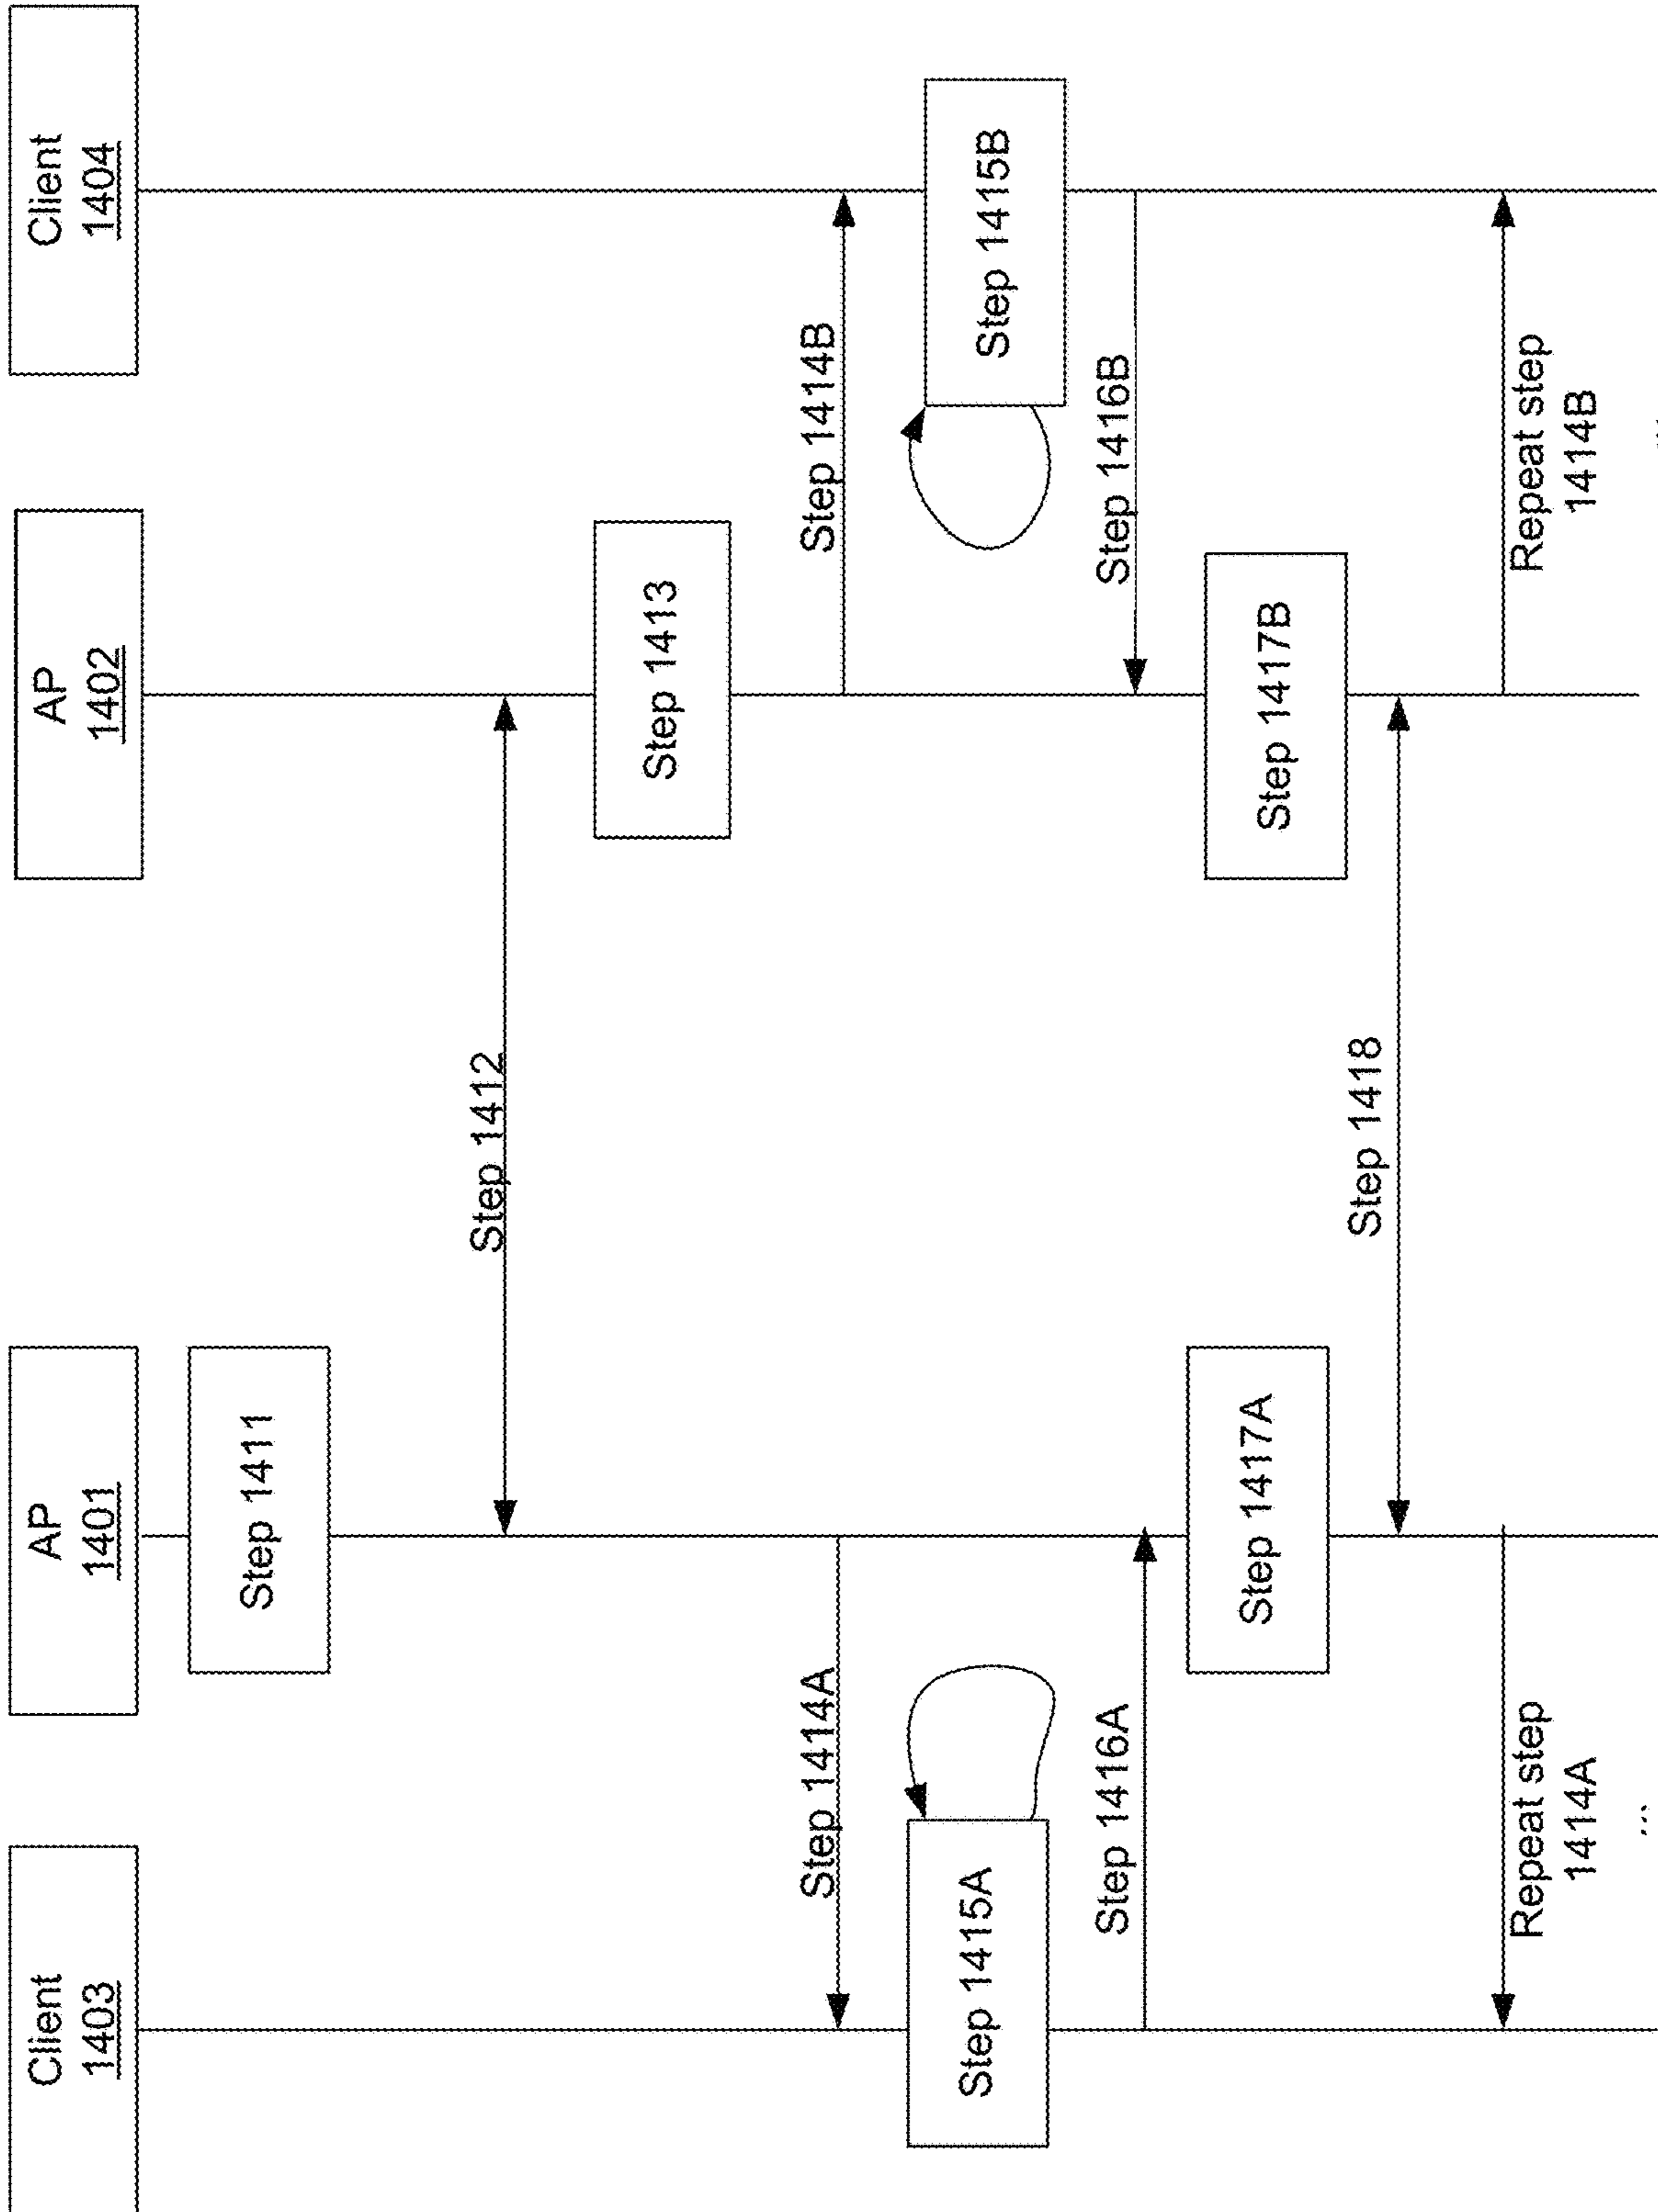 Client
1403
AP
1401
AP
1402
Client
1404
Step 1411
Step 1412
Step 1413
Step 1414A
Step 1414B
Step 1415A
Step 1415B
Step 1416A
Step 1416B
Step 1417A
Step 1417B
Step 1418
Repeat step
1414A
Repeat step
1414B
...
...